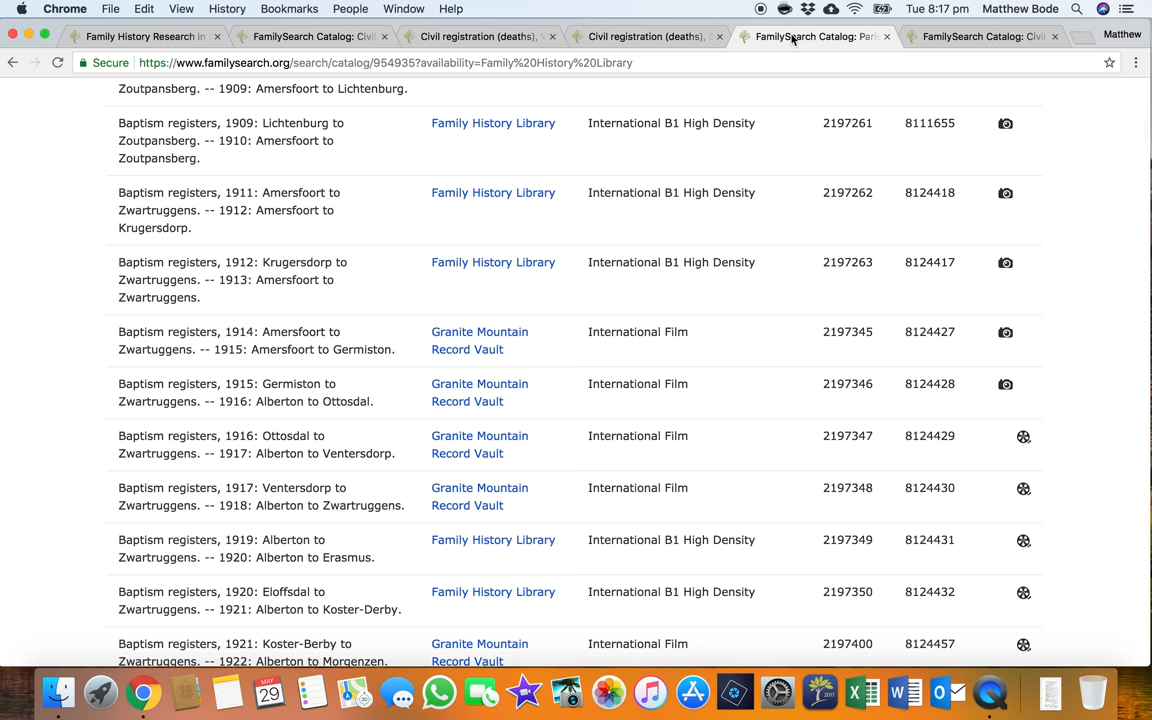 Chrome File Edit View History Bookmarks People Window Help Tue 8:17 pm Matthew Bode
Family History Research in × FamilySearch Catalog: Civil × Civil registration (deaths), V × Civil registration (deaths), S × FamilySearch Catalog: Paris × FamilySearch Catalog: Civil × Matthew
Secure https://www.familysearch.org/search/catalog/954935?availability=Family%20History%20Library
Zoutpansberg. -- 1909: Amersfoort to Lichtenburg.
Baptism registers, 1909: Lichtenburg to Family History Library International B1 High Density 2197261 8111655
Zoutpansberg. -- 1910: Amersfoort to
Zoutpansberg.
Baptism registers, 1911: Amersfoort to Family History Library International B1 High Density 2197262 8124418
Zwartruggens. -- 1912: Amersfoort to
Krugersdorp.
Baptism registers, 1912: Krugersdorp to Family History Library International B1 High Density 2197263 8124417
Zwartruggens. -- 1913: Amersfoort to
Zwartruggens.
Baptism registers, 1914: Amersfoort to Granite Mountain International Film 2197345 8124427
Zwartuggens. -- 1915: Amersfoort to Germiston. Record Vault
Baptism registers, 1915: Germiston to Granite Mountain International Film 2197346 8124428
Zwartruggens. -- 1916: Alberton to Ottosdal. Record Vault
Baptism registers, 1916: Ottosdal to Granite Mountain International Film 2197347 8124429
Zwartruggens. -- 1917: Alberton to Ventersdorp. Record Vault
Baptism registers, 1917: Ventersdorp to Granite Mountain International Film 2197348 8124430
Zwartruggens. -- 1918: Alberton to Zwartruggens. Record Vault
Baptism registers, 1919: Alberton to Family History Library International B1 High Density 2197349 8124431
Zwartruggens. -- 1920: Alberton to Erasmus.
Baptism registers, 1920: Eloffsdal to Family History Library International B1 High Density 2197350 8124432
Zwartruggens. -- 1921: Alberton to Koster-Derby.
Baptism registers, 1921: Koster-Berby to Granite Mountain International Film 2197400 8124457
Zwartruggens. -- 1922: Alberton to Morgenzen. Record Vault
MAY
29
2017